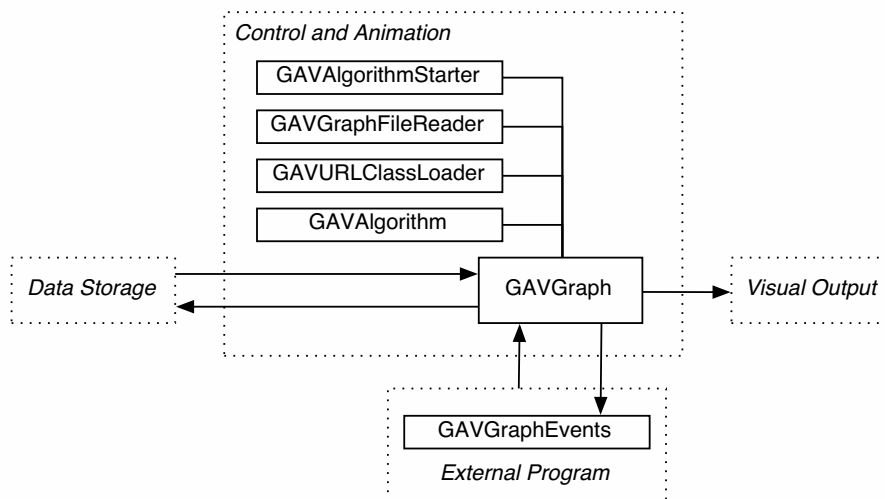 Control and Animation
GAVAlgorithmStarter
GAVGraphFileReader
GAVURLClassLoader
GAVAlgorithm
Data Storage
GAVGraph
Visual Output
GAVGraphEvents
External Program